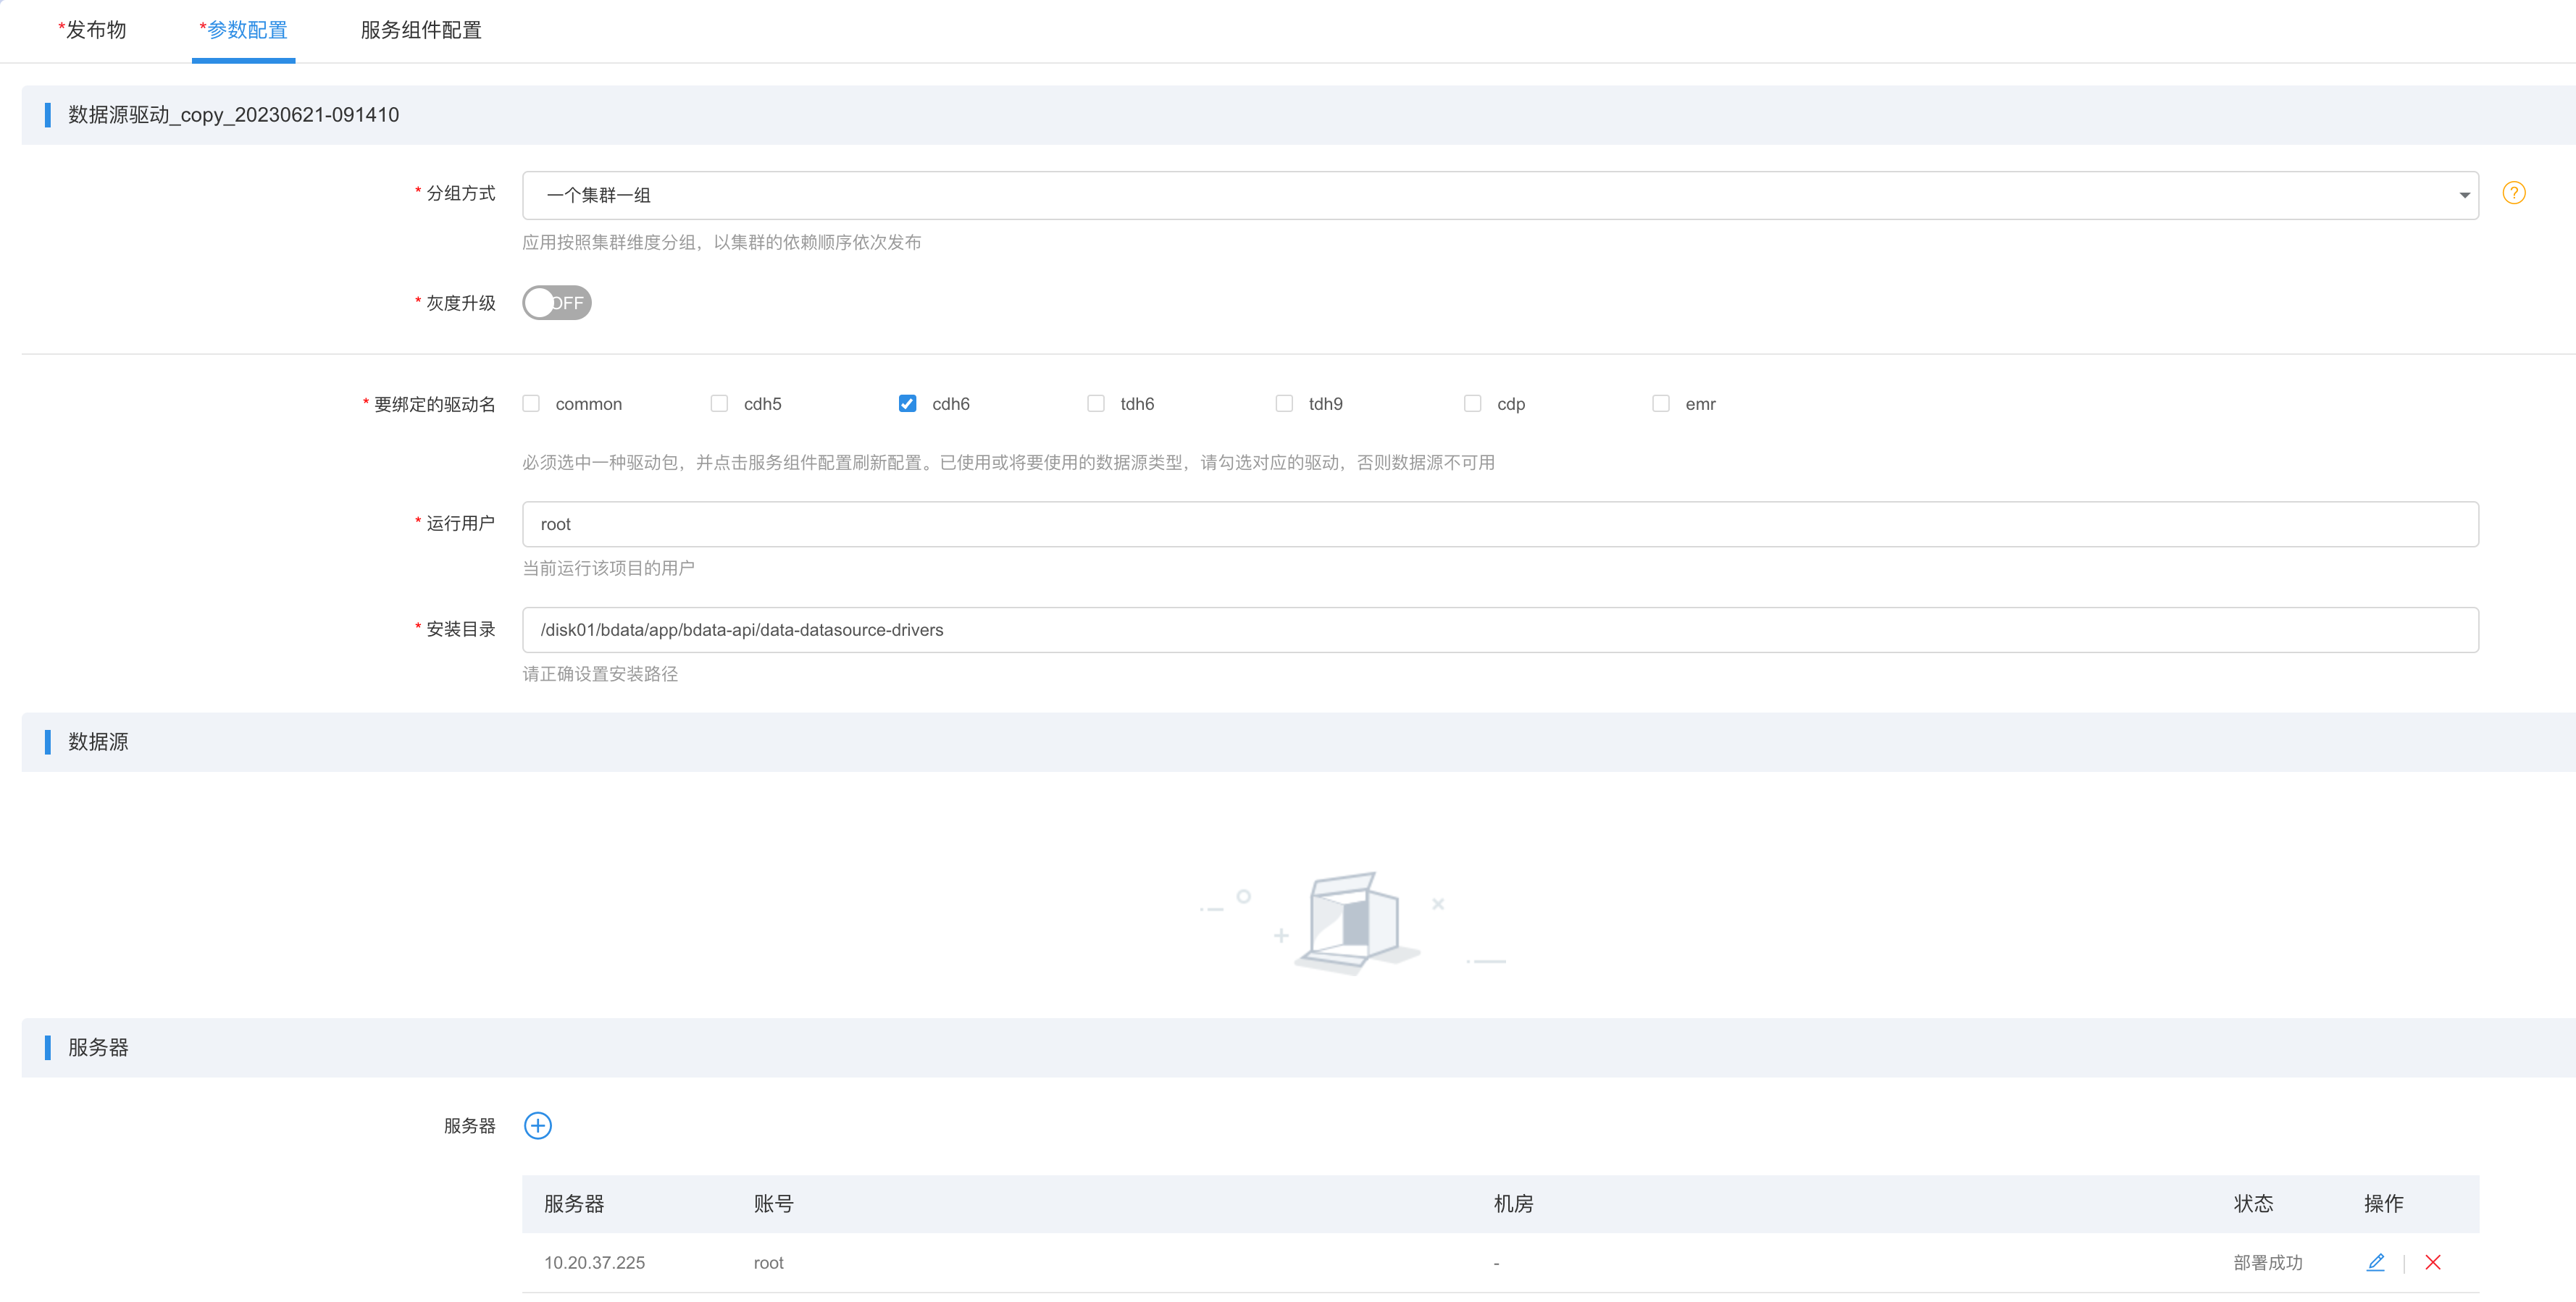 *发布物 *参数配置 服务组件配置
数据源驱动_copy_20230621-091410
* 分组方式 一个集群一组 ?
应用按照集群维度分组，以集群的依赖顺序依次发布
* 灰度升级 OFF
* 要绑定的驱动名 common cdh5 cdh6 tdh6 tdh9 cdp emr
必须选中一种驱动包，并点击服务组件配置刷新配置。已使用或将要使用的数据源类型，请勾选对应的驱动，否则数据源不可用
* 运行用户 root
当前运行该项目的用户
* 安装目录 /disk01/bdata/app/bdata-api/data-datasource-drivers
请正确设置安装路径
数据源
服务器
服务器
服务器 账号 机房 状态 操作
10.20.37.225 root - 部署成功